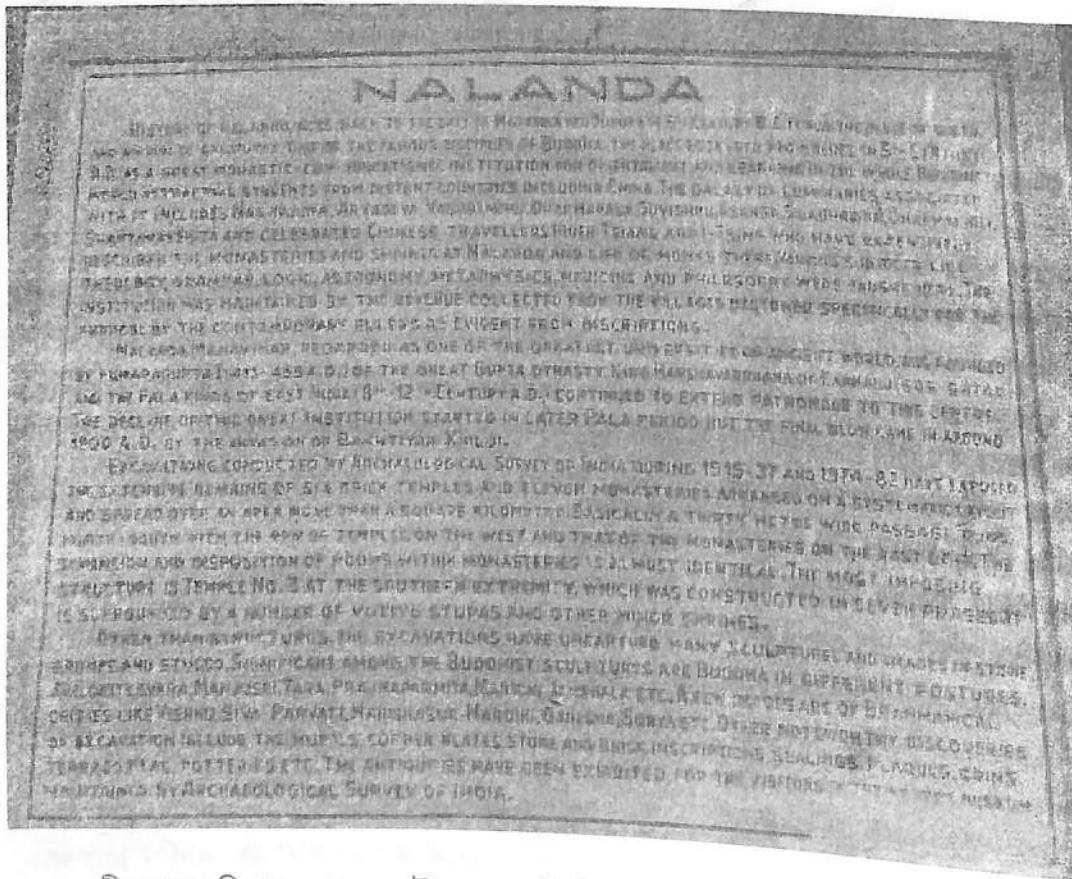 NALANDA
HISTORY OF NALANDA GOES BACK TO THE DAYS OF MAHAVIRA AND BUDDHA IN 6TH CENTURY B.C. THE PLACE OF BIRTH
AND NIRVANA OF ONE OF THE FAMOUS DISCIPLES OF BUDDHA. THE PLACE ROSE INTO PROMINENCE IN 5TH CENTURY
A.D. AS A GREAT MONASTIC-CUM-EDUCATIONAL INSTITUTION FOR ORIENTAL ART AND LEARNING IN THE WHOLE BUDDHIST
WORLD ATTRACTING STUDENTS FROM DISTANT COUNTRIES INCLUDING CHINA. THE GALAXY OF LUMINARIES ASSOCIATED
WITH IT INCLUDES NAGARJUNA, ARYADEVA, VASUBANDHU, DHARMAPALA, SUVISHNU, ASANGA, SILABHADRA, DHARMAKIRTI,
SHANTARAKSHITA AND CELEBRATED CHINESE TRAVELLERS HIUEN TSIANG AND I-TSING WHO HAVE EXTENSIVELY
DESCRIBED THE MONASTERIES AND SHRINES AT NALANDA AND LIFE OF MONKS THERE. VARIOUS SUBJECTS LIKE
THEOLOGY, GRAMMAR, LOGIC, ASTRONOMY, METAPHYSICS, MEDICINE AND PHILOSOPHY WERE TAUGHT HERE. THE
INSTITUTION WAS MAINTAINED BY THE REVENUE COLLECTED FROM THE VILLAGES BESTOWED SPECIFICALLY FOR THE
PURPOSE BY THE CONTEMPORARY RULERS AS EVIDENT FROM INSCRIPTIONS.
NALANDA MAHAVIHAR, REGARDED AS ONE OF THE GREATEST UNIVERSITIES OF ANCIENT WORLD, WAS FOUNDED
BY KUMARAGUPTA I (413-455 A.D.) OF THE GREAT GUPTA DYNASTY. KING HARSHAVARDHANA OF KANNAUJ
AND THE PALA KINGS OF EAST INDIA (8TH-12TH CENTURY A.D.) CONTINUED TO EXTEND PATRONAGE TO THIS CENTRE.
THE DECLINE OF THIS GREAT INSTITUTION STARTED IN LATER PALA PERIOD BUT THE FINAL BLOW CAME IN AROUND
1200 A.D. BY THE INVASION OF BAKHTIYAR KHILJI.
EXCAVATIONS CONDUCTED BY ARCHAEOLOGICAL SURVEY OF INDIA DURING 1915-37 AND 1974-82 HAVE EXPOSED
THE EXTENSIVE REMAINS OF SIX BRICK TEMPLES AND ELEVEN MONASTERIES ARRANGED ON A SYSTEMATIC LAYOUT
AND SPREAD OVER AN AREA MORE THAN A SQUARE KILOMETRE. BASICALLY A THIRTY METRE WIDE PASSAGE RUNS
NORTH-SOUTH WITH THE ROW OF TEMPLES ON THE WEST AND THAT OF THE MONASTERIES ON THE EAST OF IT. THE
DIMENSION AND DISPOSITION OF ROOMS WITHIN MONASTERIES IS ALMOST IDENTICAL. THE MOST IMPOSING
STRUCTURE IS TEMPLE NO. 3 AT THE SOUTHERN EXTREMITY, WHICH WAS CONSTRUCTED IN SEVEN PHASES. IT
IS SURROUNDED BY A NUMBER OF VOTIVE STUPAS AND OTHER MINOR SHRINES.
OTHER THAN STRUCTURES, THE EXCAVATIONS HAVE UNEARTHED MANY SCULPTURES AND IMAGES IN STONE
BRONZE AND STUCCO. SIGNIFICANT AMONG THE BUDDHIST SCULPTURES ARE BUDDHA IN DIFFERENT POSTURES,
MANJUSRI, TARA, PRAJNAPARMITA, MARICHI, JAMBHALA ETC. A FEW IMAGES ARE OF BRAHMANICAL
DEITIES LIKE VISHNU, SIVA-PARVATI, MAHISHASUR-MARDINI, GANESHA, SURYA ETC. OTHER NOTEWORTHY DISCOVERIES
OF EXCAVATION INCLUDE THE MURALS, COPPER PLATES, STONE AND BRICK INSCRIPTIONS, SEALINGS, PLAQUES, COINS,
TERRACOTTAS, POTTERIES ETC. THE ANTIQUITIES HAVE BEEN EXHIBITED FOR THE VISITORS IN THE SITE MUSEUM
MAINTAINED BY ARCHAEOLOGICAL SURVEY OF INDIA.